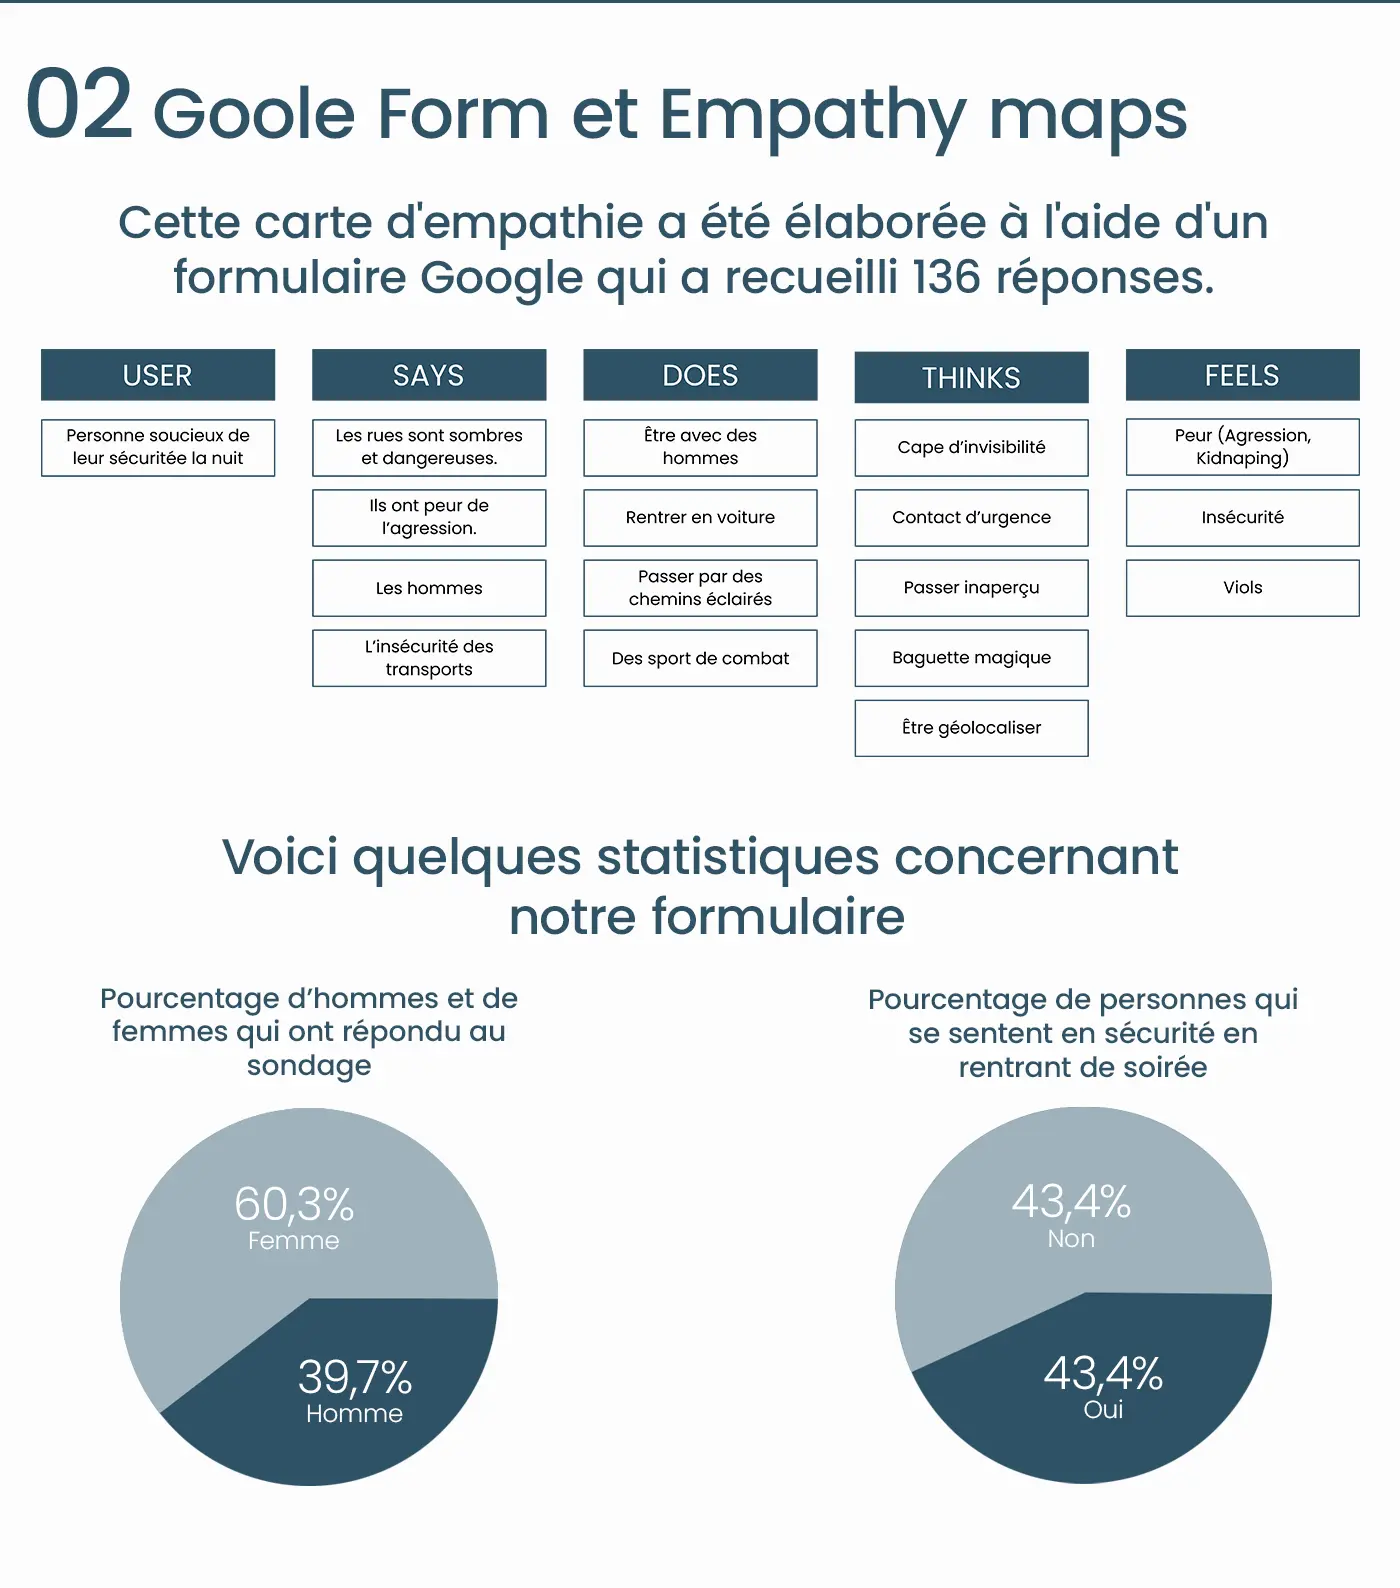 02 Goole Form et Empathy maps
Cette carte d'empathie a été élaborée à l'aide d'un
formulaire Google qui a recueilli 136 réponses.
USER
Personne soucieux de
leur sécuritée la nuit
SAYS
Les rues sont sombres
et dangereuses.
Ils ont peur de
l’agression.
Les hommes
L’insécurité des
transports
DOES
Être avec des
hommes
Rentrer en voiture
Passer par des
chemins éclairés
Des sport de combat
THINKS
Cape d’invisibilité
Contact d’urgence
Passer inaperçu
Baguette magique
Être géolocaliser
FEELS
Peur (Agression,
Kidnaping)
Insécurité
Viols
Voici quelques statistiques concernant
notre formulaire
Pourcentage d’hommes et de
femmes qui ont répondu au
sondage
60,3%
Femme
39,7%
Homme
Pourcentage de personnes qui
se sentent en sécurité en
rentrant de soirée
43,4%
Non
43,4%
Oui